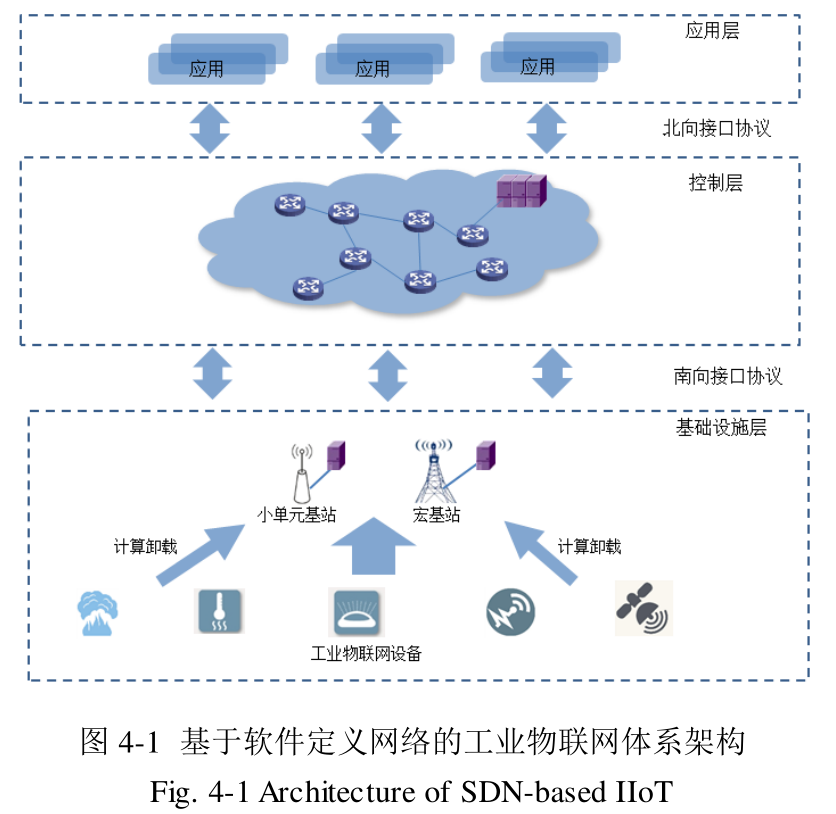 应用层
应用
应用
应用
北向接口协议
控制层
南向接口协议
基础设施层
小单元基站
宏基站
计算卸载
计算卸载
工业物联网设备
图 4-1 基于软件定义网络的工业物联网体系架构
Fig. 4-1 Architecture of SDN-based IIoT